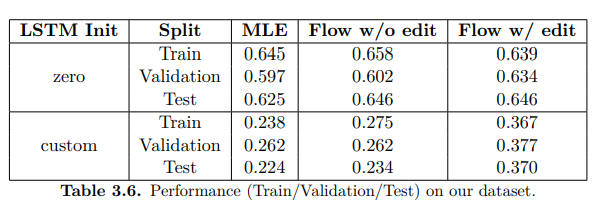 LSTM Init Split MLE Flow w/o edit Flow w/ edit
Train 0.645 0.658 0.639
zero Validation 0.597 0.602 0.634
Test 0.625 0.646 0.646
Train 0.238 0.275 0.367
custom Validation 0.262 0.262 0.377
Test 0.224 0.234 0.370
Table 3.6. Performance (Train/Validation/Test) on our dataset.